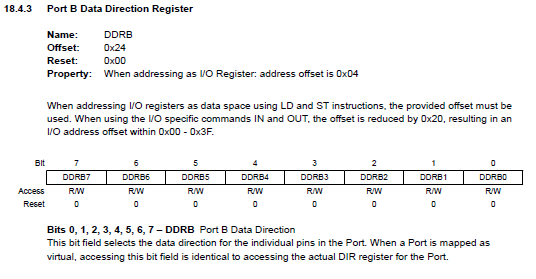 18.4.3 Port B Data Direction Register
Name: DDRB
Offset: 0x24
Reset: 0x00
Property: When addressing as I/O Register: address offset is 0x04
When addressing I/O registers as data space using LD and ST instructions, the provided offset must be
used. When using the I/O specific commands IN and OUT, the offset is reduced by 0x20, resulting in an
I/O address offset within 0x00 - 0x3F.
Bit 7 6 5 4 3 2 1 0
DDRB7 DDRB6 DDRB5 DDRB4 DDRB3 DDRB2 DDRB1 DDRB0
Access R/W R/W R/W R/W R/W R/W R/W R/W
Reset 0 0 0 0 0 0 0 0
Bits 0, 1, 2, 3, 4, 5, 6, 7 – DDRB Port B Data Direction
This bit field selects the data direction for the individual pins in the Port. When a Port is mapped as
virtual, accessing this bit field is identical to accessing the actual DIR register for the Port.